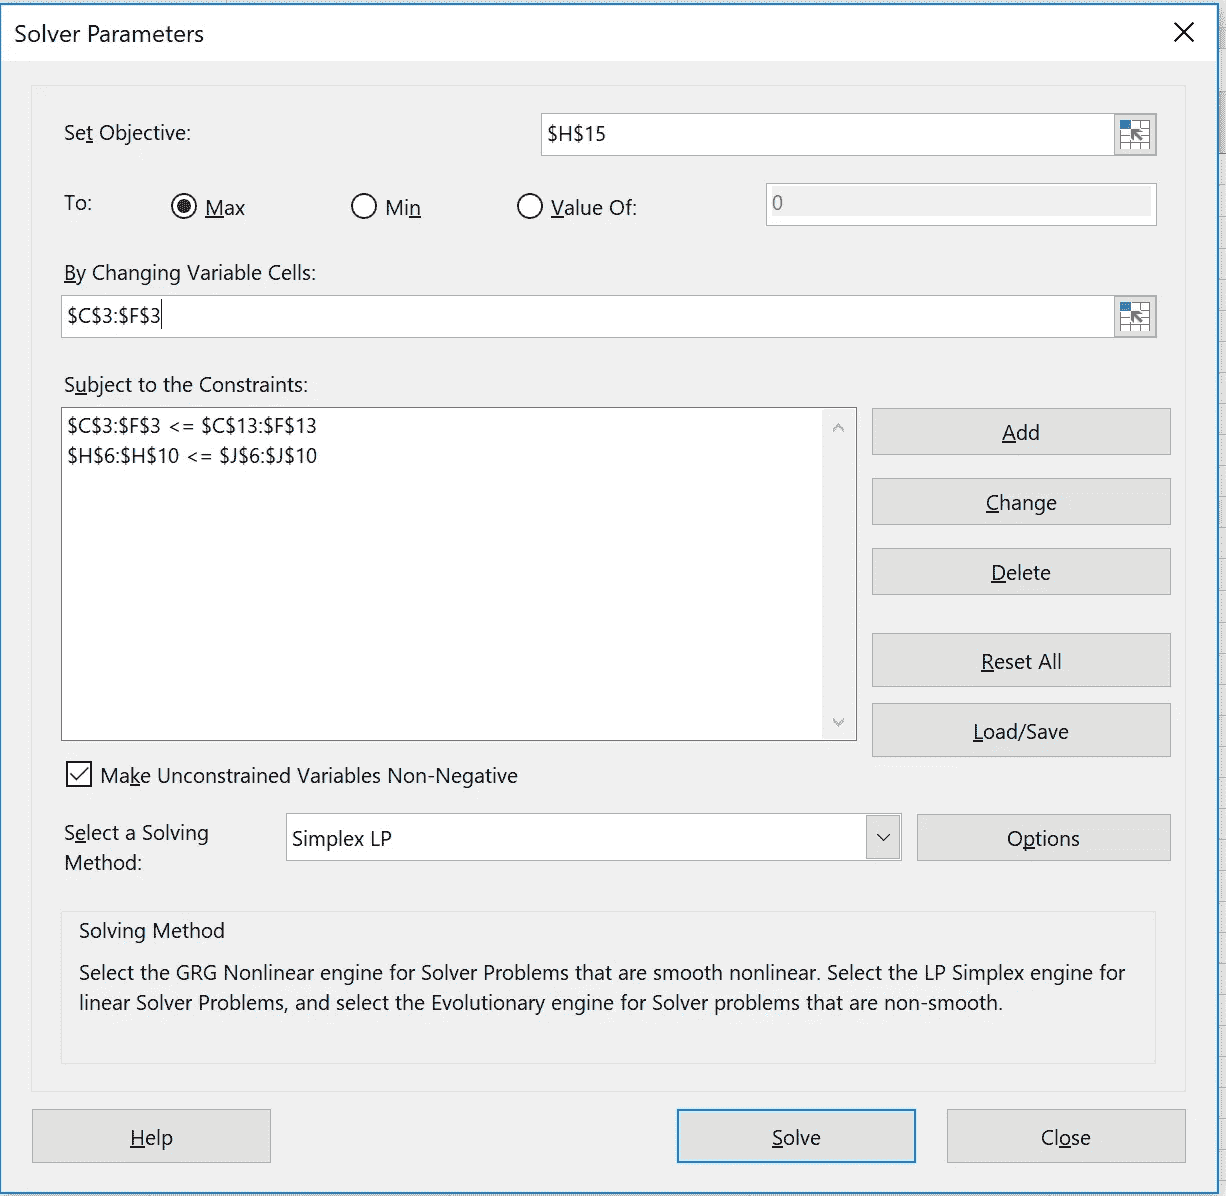 Solver Parameters
Set Objective:
$H$15
To:
Max
Min
Value Of:
0
By Changing Variable Cells:
$C$3:$F$3
Subject to the Constraints:
$C$3:$F$3 <= $C$13:$F$13
$H$6:$H$10 <= $J$6:$J$10
Add
Change
Delete
Reset All
Load/Save
Make Unconstrained Variables Non-Negative
Select a Solving
Method:
Simplex LP
Options
Solving Method
Select the GRG Nonlinear engine for Solver Problems that are smooth nonlinear. Select the LP Simplex engine for
linear Solver Problems, and select the Evolutionary engine for Solver problems that are non-smooth.
Help
Solve
Close